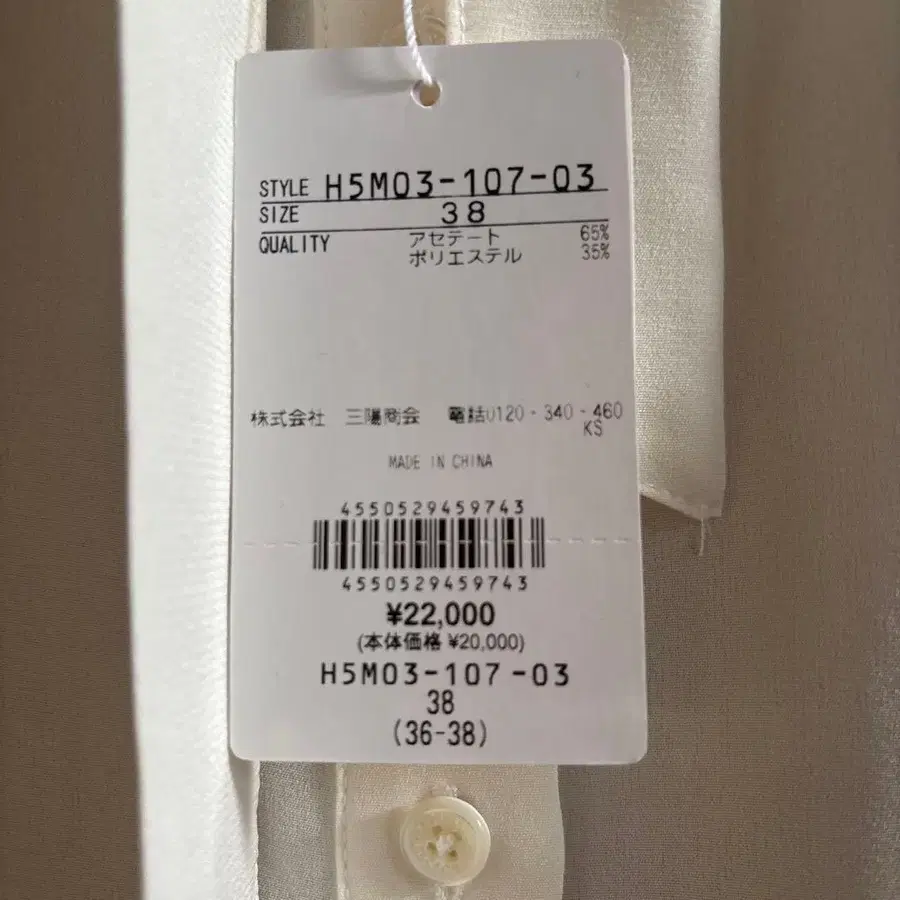 STYLE H5M03-107-03
SIZE 38
QUALITY アセテート 65%
ポリエステル 35%
株式会社 三陽商会 電話0120-340-460
KS
MADE IN CHINA
4550529459743
4550529459743
¥22,000
(本体価格 ¥20,000)
H5M03-107-03
38
(36-38)